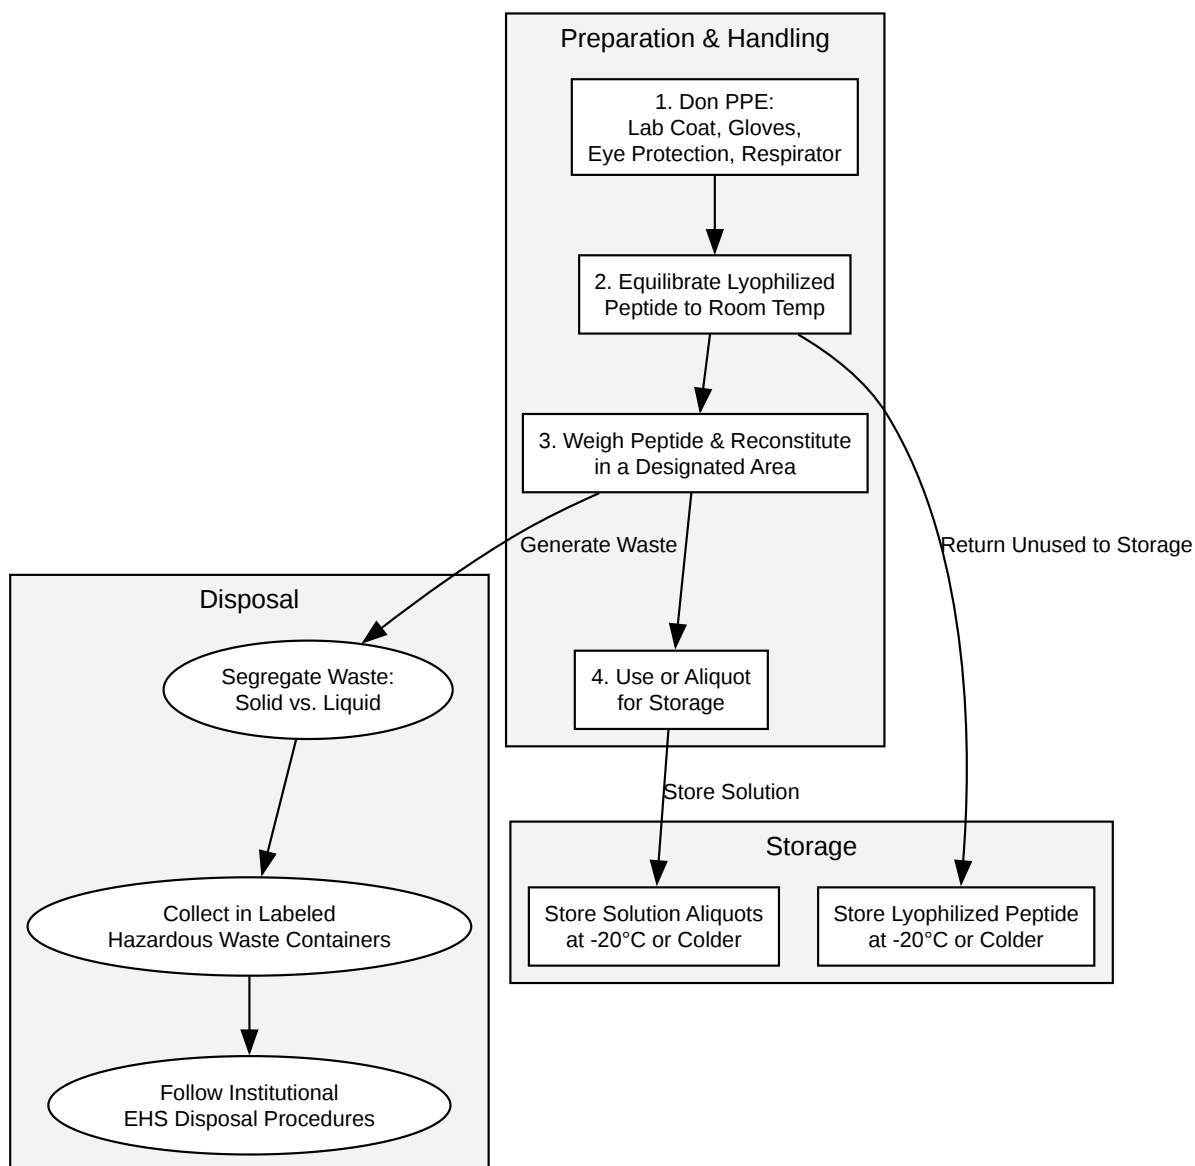 Preparation & Handling
1. Don PPE:
Lab Coat, Gloves,
Eye Protection, Respirator
2. Equilibrate Lyophilized
Peptide to Room Temp
3. Weigh Peptide & Reconstitute
in a Designated Area
Generate Waste
Return Unused to Storage
Disposal
Segregate Waste:
Solid vs. Liquid
4. Use or Aliquot
for Storage
Store Solution
Storage
Store Solution Aliquots
at -20°C or Colder
Store Lyophilized Peptide
at -20°C or Colder
Collect in Labeled
Hazardous Waste Containers
Follow Institutional
EHS Disposal Procedures